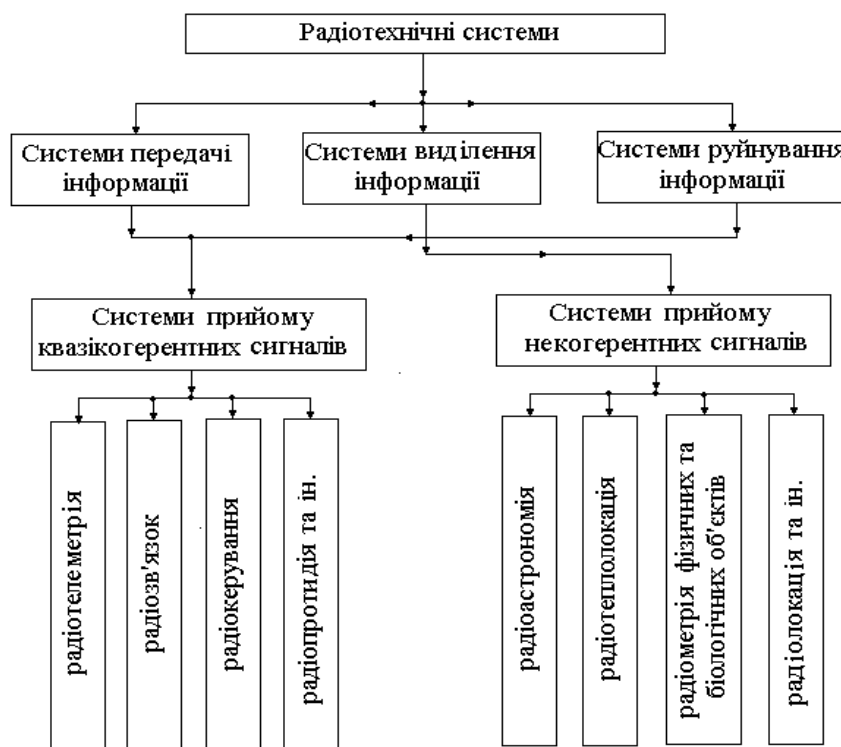 Радіотехнічні системи
Системи передачі
інформації
Системи виділення
інформації
Системи руйнування
інформації
Системи прийому
квазікогерентних сигналів
Системи прийому
некогерентних сигналів
радіотелеметрія
радіозв'язок
радіокерування
радіопротидія та ін.
радіоастрономія
радіотеплолокація
радіометрія фізичних та
біологічних об'єктів
радіолокація та ін.